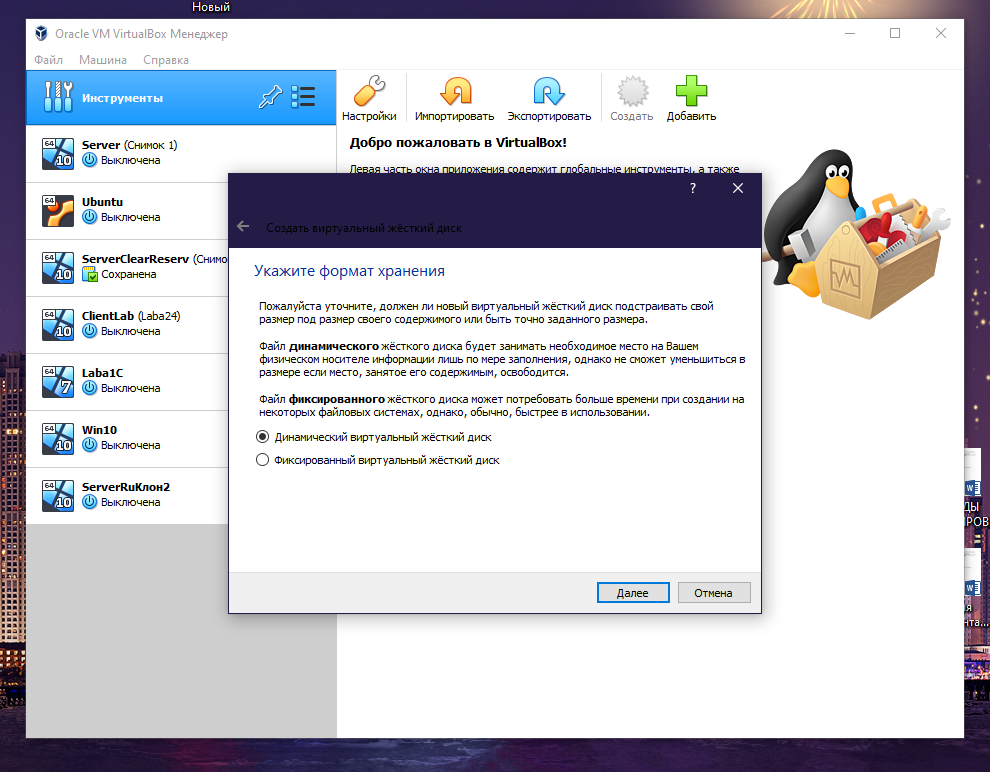 Новый
Oracle VM VirtualBox Менеджер
Файл Машина Справка
Инструменты
Настройки Импортировать Экспортировать Создать Добавить
Server (Снимок 1)
Выключена
Ubuntu
Выключена
ServerClearReserv (Снимо
Сохранена
ClientLab (Laba24)
Выключена
Laba1C
Выключена
Win10
Выключена
ServerRuКлон2
Выключена
Добро пожаловать в VirtualBox!
Левая часть окна приложения содержит глобальные инструменты, а также
Создать виртуальный жёсткий диск
Укажите формат хранения
Пожалуйста уточните, должен ли новый виртуальный жёсткий диск подстраивать свой
размер под размер своего содержимого или быть точно заданного размера.
Файл динамического жёсткого диска будет занимать необходимое место на Вашем
физическом носителе информации лишь по мере заполнения, однако не сможет уменьшиться в
размере если место, занятое его содержимым, освободится.
Файл фиксированного жёсткого диска может потребовать больше времени при создании на
некоторых файловых системах, однако, обычно, быстрее в использовании.
Динамический виртуальный жёсткий диск
Фиксированный виртуальный жёсткий диск
Далее Отмена